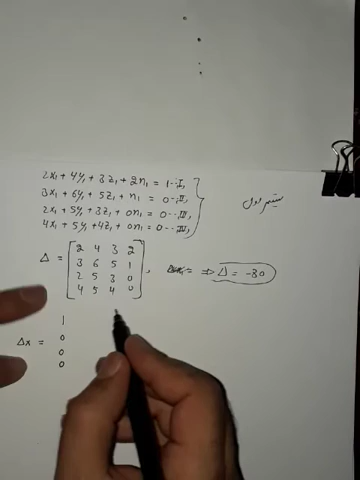 2x₁ + 4y₁ + 3z₁ + 2n₁ = 1 -- I,
3x₁ + 6y₁ + 5z₁ + n₁ = 0 -- II,
2x₁ + 5y₁ + 3z₁ + 0n₁ = 0 -- III,
4x₁ + 5y₁ + 4z₁ + 0n₁ = 0 -- IV,
سیستم اول
Δ = [2 4 3 2
3 6 5 1
2 5 3 0
4 5 4 0], ⇒ Δ = -30
Δx =
1
0
0
0